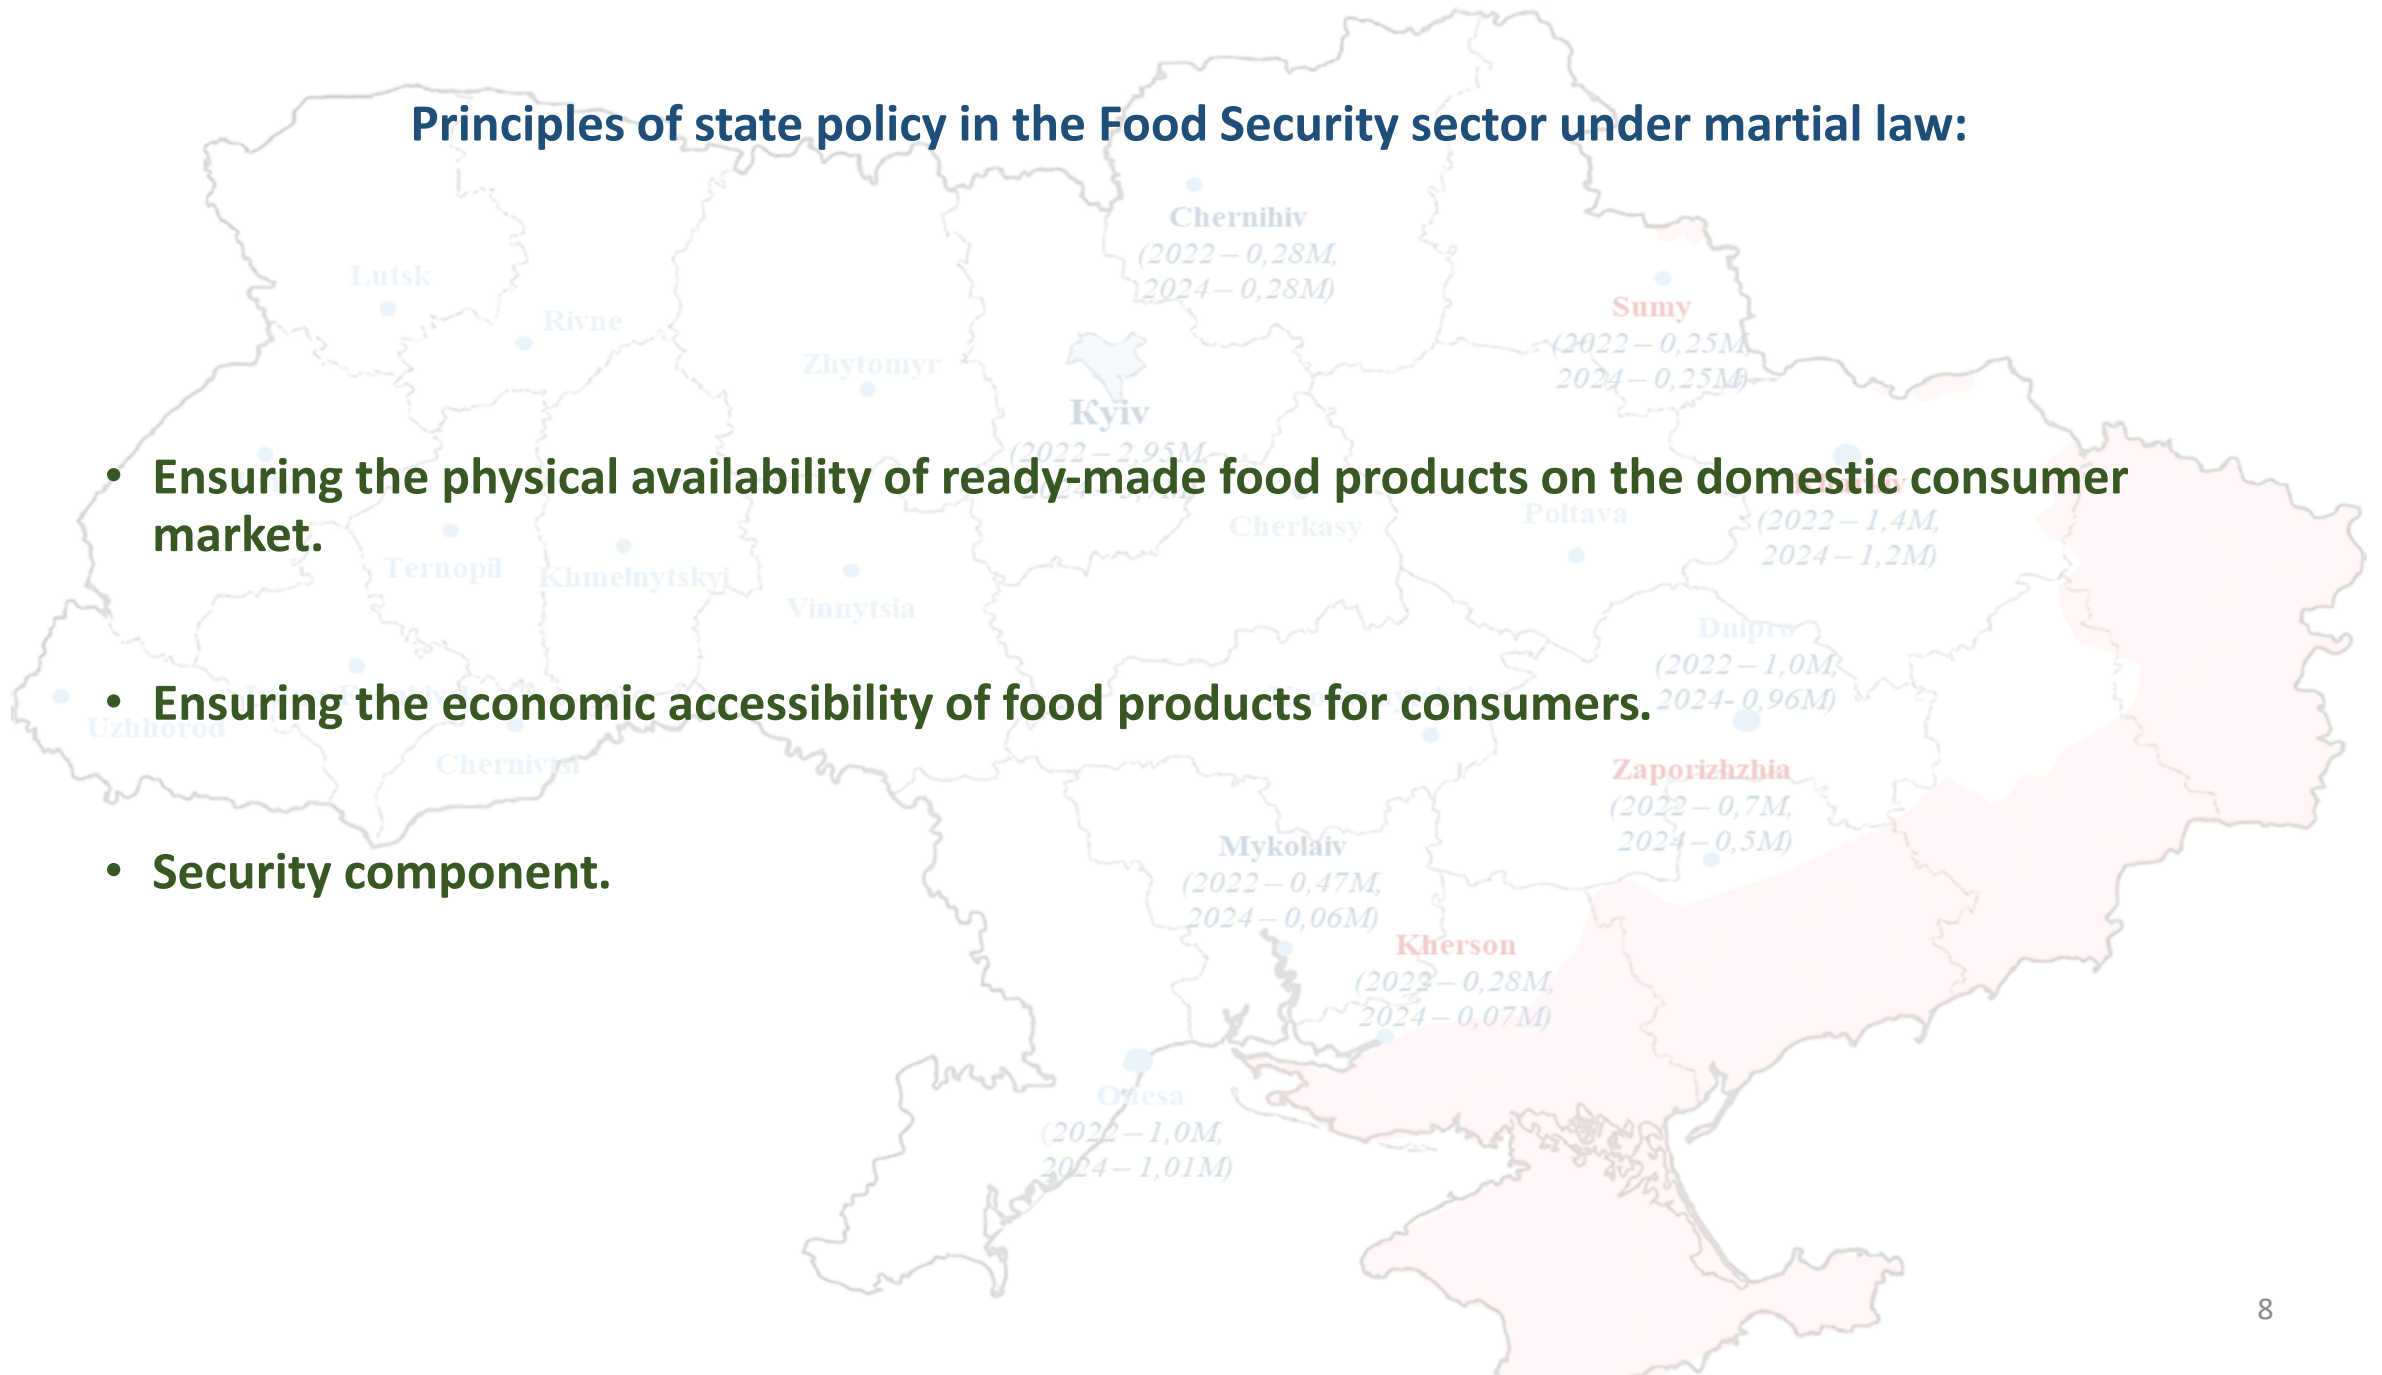 Principles of state policy in the Food Security sector under martial law:
Chernihiv
(2022 – 0,28M,
2024 – 0,28M)
Lutsk
Rivne
Sumy
(2022 – 0,25M,
2024 – 0,25M)
Zhytomyr
Kyiv
(2022 – 2,95M,
• Ensuring the physical availability of ready-made food products on the domestic consumer
market.
Cherkasy
Poltava
(2022 – 1,4M,
2024 – 1,2M)
Ternopil
Khmelnytskyi
Vinnytsia
Dnipro
(2022 – 1,0M,
2024- 0,96M)
• Ensuring the economic accessibility of food products for consumers.
Uzhhorod
Chernivtsi
Zaporizhzhia
(2022 – 0,7M,
2024 – 0,5M)
Mykolaiv
(2022 – 0,47M,
2024 – 0,06M)
• Security component.
Kherson
(2022 – 0,28M,
2024 – 0,07M)
Odesa
(2022 – 1,0M,
2024 – 1,01M)
8